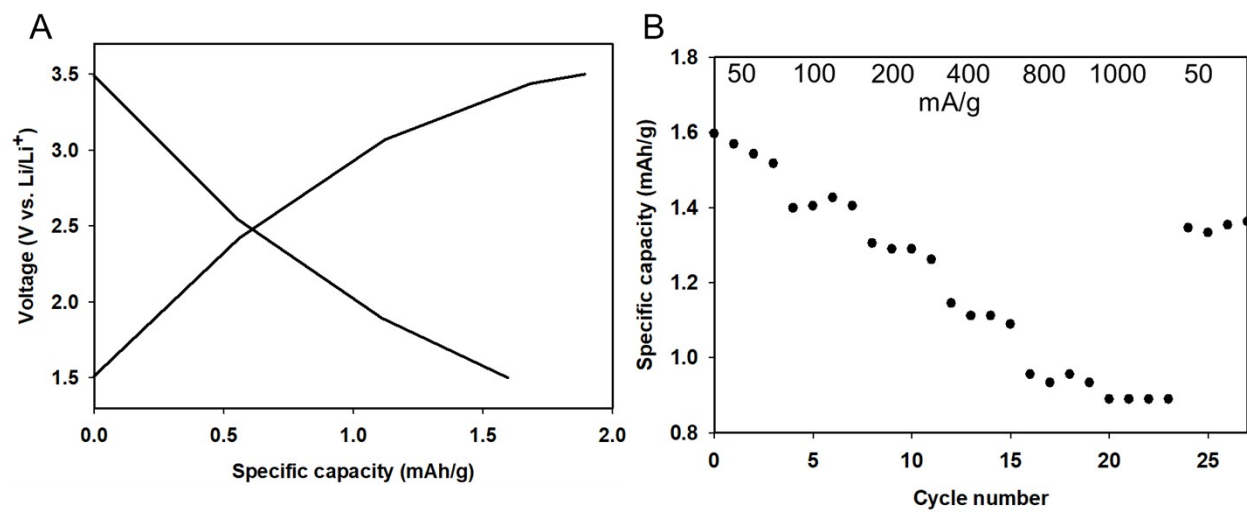 A
3.5
3.0
2.5
2.0
1.5
Voltage (V vs. Li/Li+)
0.0 0.5 1.0 1.5 2.0
Specific capacity (mAh/g)
B
50 100 200 400 800 1000 50
mA/g
1.8
1.6
1.4
1.2
1.0
0.8
Specific capacity (mAh/g)
0 5 10 15 20 25
Cycle number